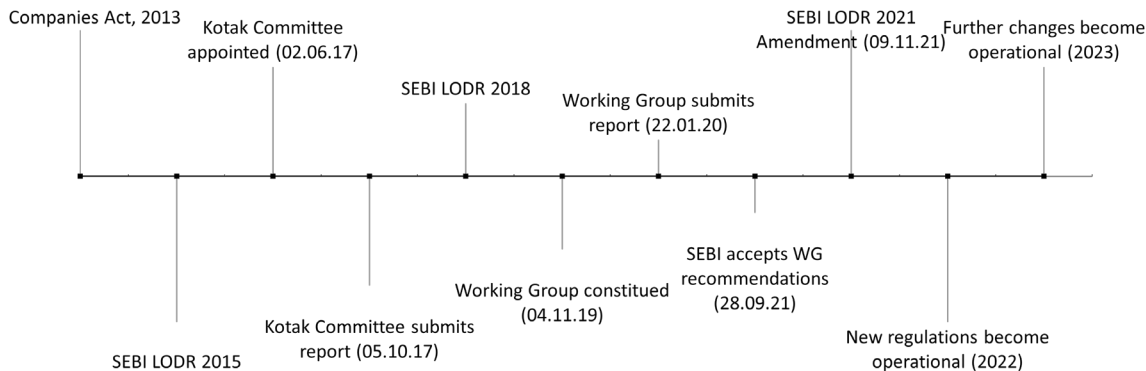 Companies Act, 2013
SEBI LODR 2015
Kotak Committee
appointed (02.06.17)
Kotak Committee submits
report (05.10.17)
SEBI LODR 2018
Working Group constitued
(04.11.19)
Working Group submits
report (22.01.20)
SEBI accepts WG
recommendations
(28.09.21)
SEBI LODR 2021
Amendment (09.11.21)
New regulations become
operational (2022)
Further changes become
operational (2023)